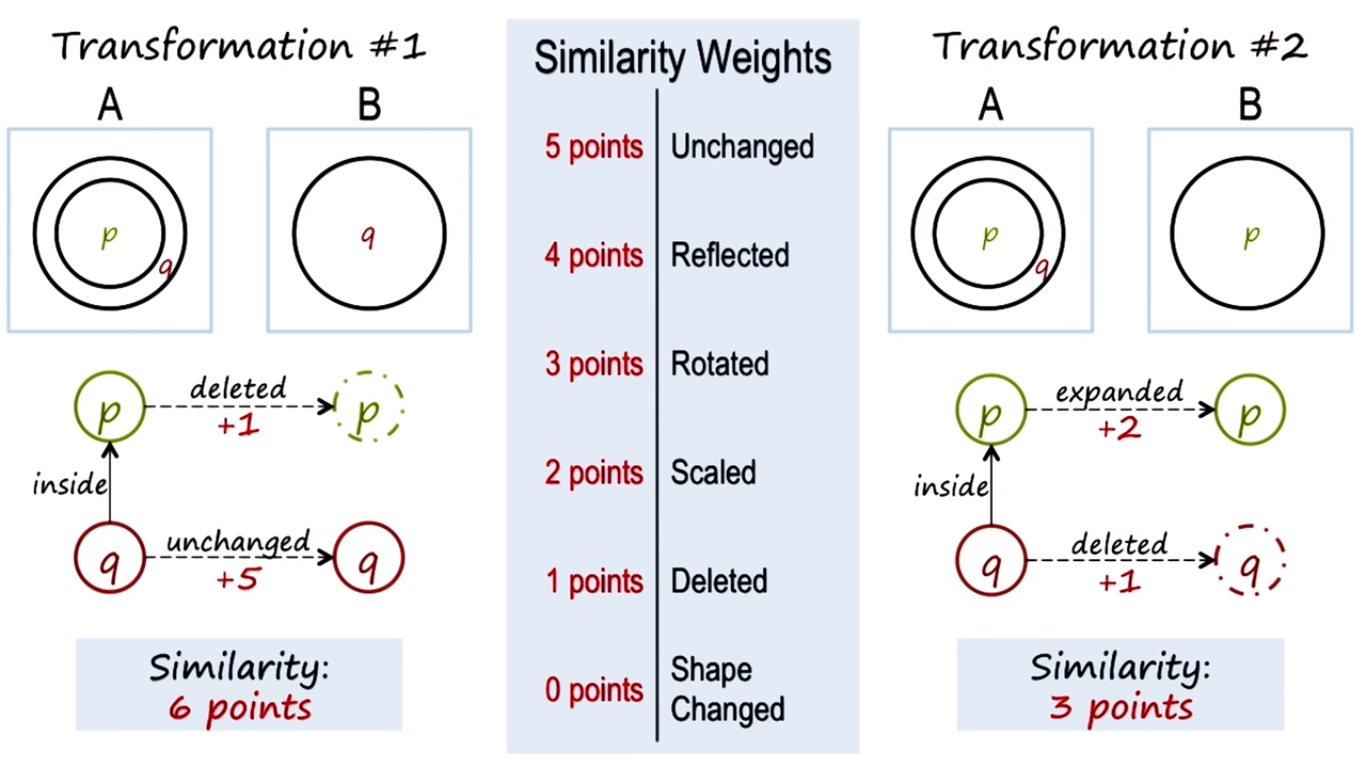 Transformation #1
A
B
p
q
q
p
deleted
+1
p
inside
q
unchanged
+5
q
Similarity:
6 points
Similarity Weights
5 points Unchanged
4 points Reflected
3 points Rotated
2 points Scaled
1 points Deleted
0 points Shape
Changed
Transformation #2
A
B
p
q
p
p
expanded
+2
p
inside
q
deleted
+1
q
Similarity:
3 points